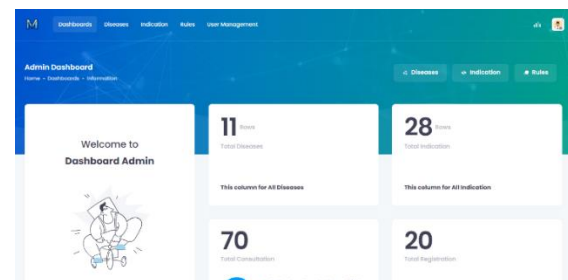 M Dashboards Diseases Indication Rules User Management
Admin Dashboard
Home - Dashboards - Information
Diseases Indication Rules
Welcome to
Dashboard Admin
11 Rows
Total Diseases
This column for All Diseases
28 Rows
Total Indication
This column for All Indication
70
Total Consultation
20
Total Registration